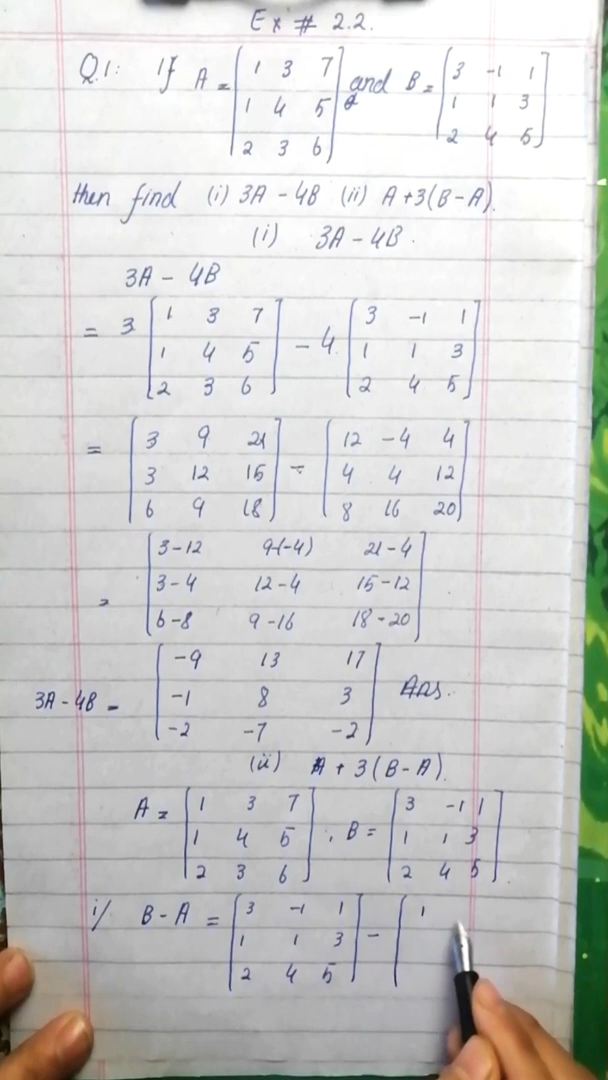 Ex # 2.2.
Q.1: If A = [ 1 3 7 ] and B = [ 3 -1 1 ]
1 4 5 1 1 3
2 3 6 2 4 5
then find (i) 3A - 4B (ii) A+3(B-A).
(i) 3A-4B.
3A - 4B
= 3. [ 1 3 7 ] - 4. [ 3 -1 1 ]
1 4 5 1 1 3
2 3 6 2 4 5
= [ 3 9 21 ] - [ 12 -4 4 ]
3 12 15 4 4 12
6 9 18 8 16 20
= [ 3-12 9-(-4) 21-4 ]
3-4 12-4 15-12
6-8 9-16 18-20
3A-4B = [ -9 13 17 ] Ans.
-1 8 3
-2 -7 -2
(ii) A + 3(B-A).
A = [ 1 3 7 ] , B = [ 3 -1 1 ]
1 4 5 1 1 3
2 3 6 2 4 5
i/ B-A = [ 3 -1 1 ] - [ 1
1 1 3
2 4 5